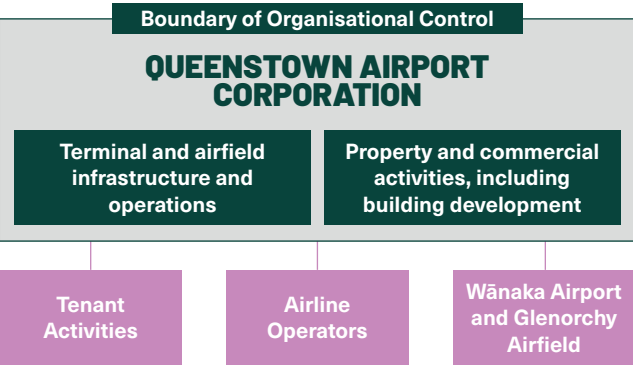 Boundary of Organisational Control
QUEENSTOWN AIRPORT
CORPORATION
Terminal and airfield
infrastructure and
operations
Property and commercial
activities, including
building development
Tenant
Activities
Airline
Operators
Wānaka Airport
and Glenorchy
Airfield